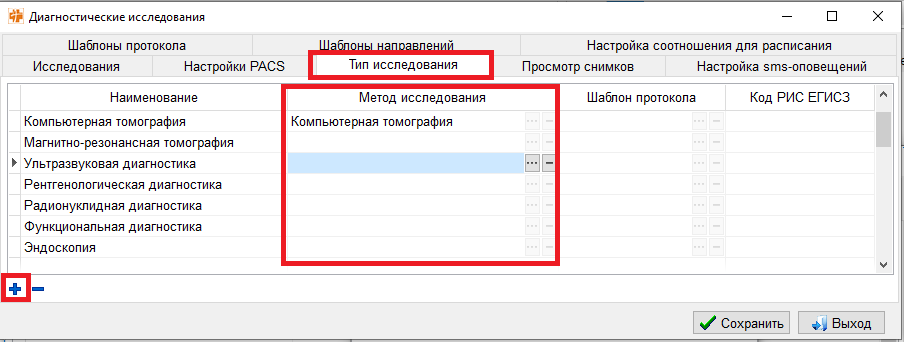 Диагностические исследования
Шаблоны протокола Шаблоны направлений Настройка соотношения для расписания
Исследования Настройки PACS Тип исследования Просмотр снимков Настройка sms-оповещений
Наименование Метод исследования Шаблон протокола Код РИС ЕГИСЗ
Компьютерная томография Компьютерная томография
Магнитно-резонансная томография
Ультразвуковая диагностика
Рентгенологическая диагностика
Радионуклидная диагностика
Функциональная диагностика
Эндоскопия
Сохранить Выход